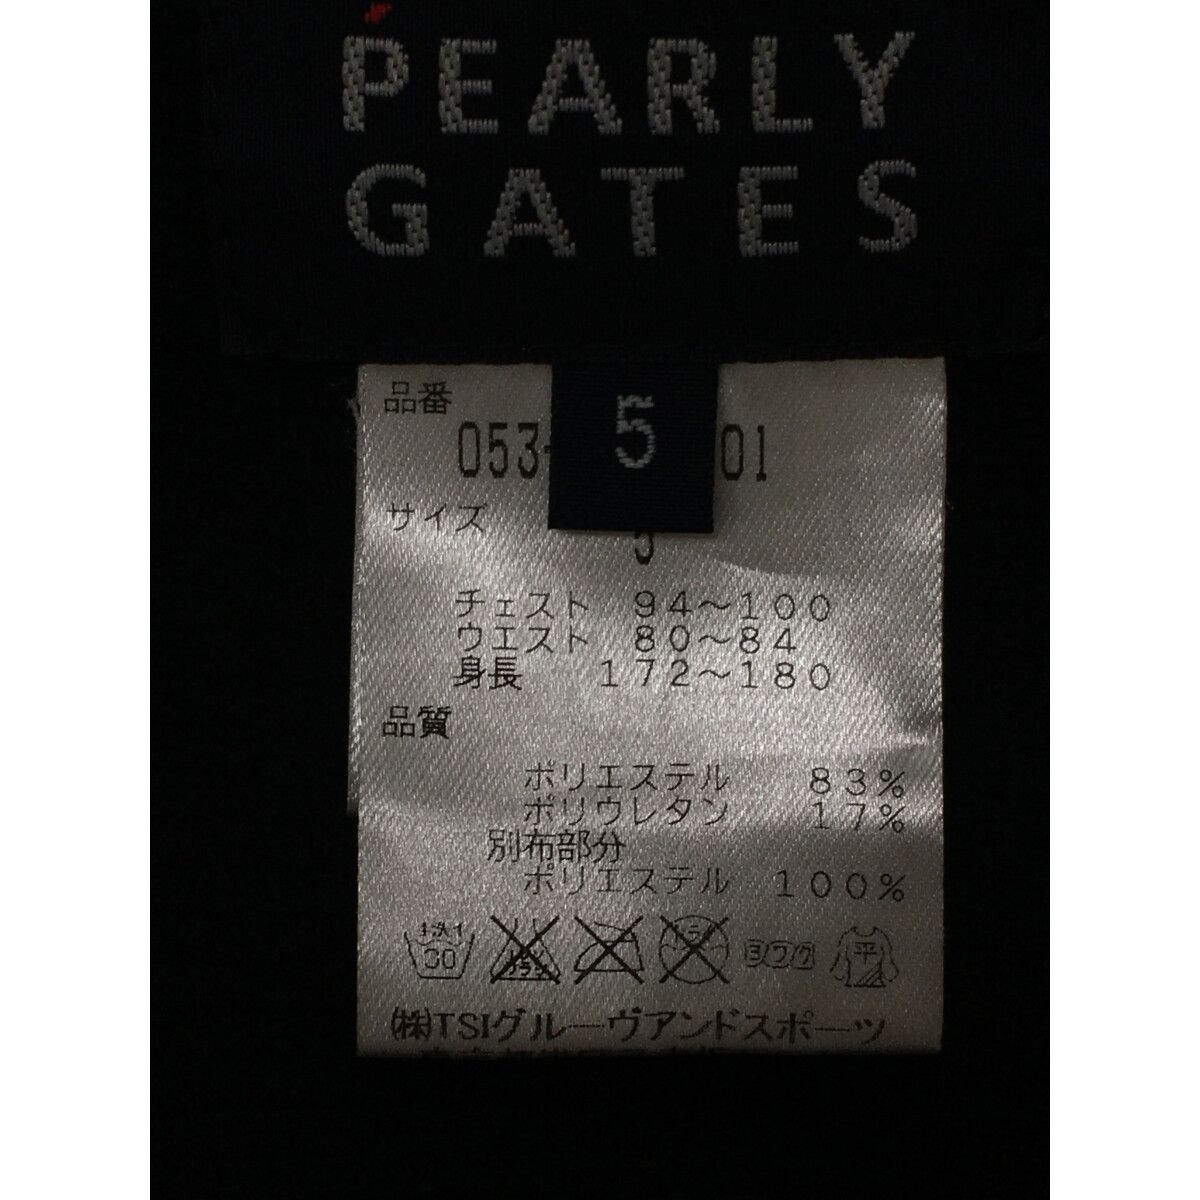 PEARLY
GATES
5
品番
053- 01
サイズ
5
チェスト 94～100
ウエスト 80～84
身長 172～180
品質
ポリエステル 83%
ポリウレタン 17%
別布部分
ポリエステル 100%
30 平
(株)TSIグルーヴアンドスポーツ